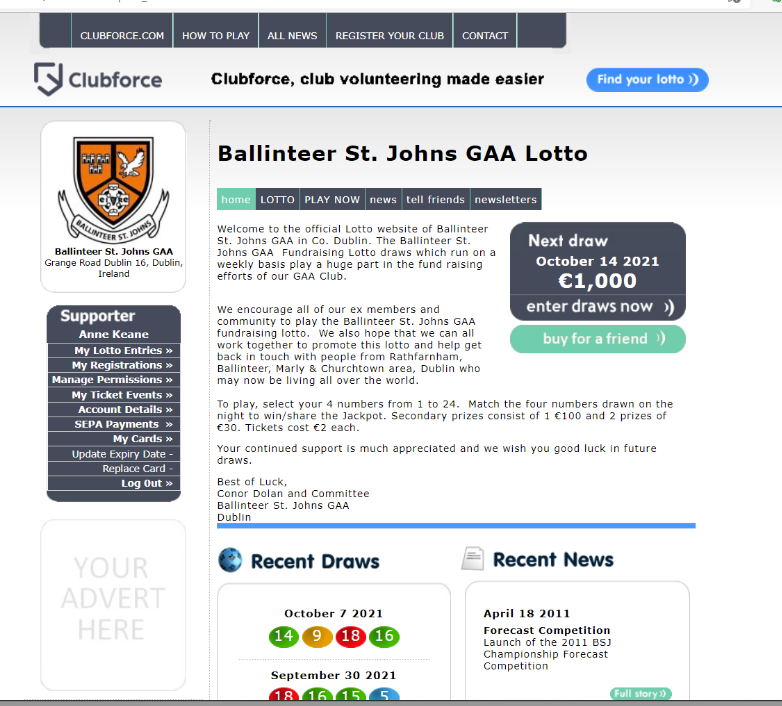 CLUBFORCE.COM
HOW TO PLAY
ALL NEWS
REGISTER YOUR CLUB
CONTACT
Clubforce
Clubforce, club volunteering made easier
Find your lotto ))
BALLINTEER ST. JOHNS
Ballinteer St. Johns GAA
Grange Road Dublin 16, Dublin,
Ireland
Supporter
Anne Keane
My Lotto Entries »
My Registrations »
Manage Permissions »
My Ticket Events »
Account Details »
SEPA Payments »
My Cards »
Update Expiry Date -
Replace Card -
Log Out »
YOUR
ADVERT
HERE
Ballinteer St. Johns GAA Lotto
home
LOTTO
PLAY NOW
news
tell friends
newsletters
Welcome to the official Lotto website of Ballinteer
St. Johns GAA in Co. Dublin. The Ballinteer St.
Johns GAA  Fundraising Lotto draws which run on a
weekly basis play a huge part in the fund raising
efforts of our GAA Club.
We encourage all of our ex members and
community to play the Ballinteer St. Johns GAA
fundraising lotto.  We also hope that we can all
work together to promote this lotto and help get
back in touch with people from Rathfarnham,
Ballinteer, Marly & Churchtown area, Dublin who
may now be living all over the world.
To play, select your 4 numbers from 1 to 24.  Match the four numbers drawn on the
night to win/share the Jackpot. Secondary prizes consist of 1 €100 and 2 prizes of
€30. Tickets cost €2 each.
Your continued support is much appreciated and we wish you good luck in future
draws.
Best of Luck,
Conor Dolan and Committee
Ballinteer St. Johns GAA
Dublin
Next draw
October 14 2021
€1,000
enter draws now ))
buy for a friend ))
Recent Draws
October 7 2021
14 9 18 16
September 30 2021
18 16 15 5
Recent News
April 18 2011
Forecast Competition
Launch of the 2011 BSJ
Championship Forecast
Competition
Full story ))